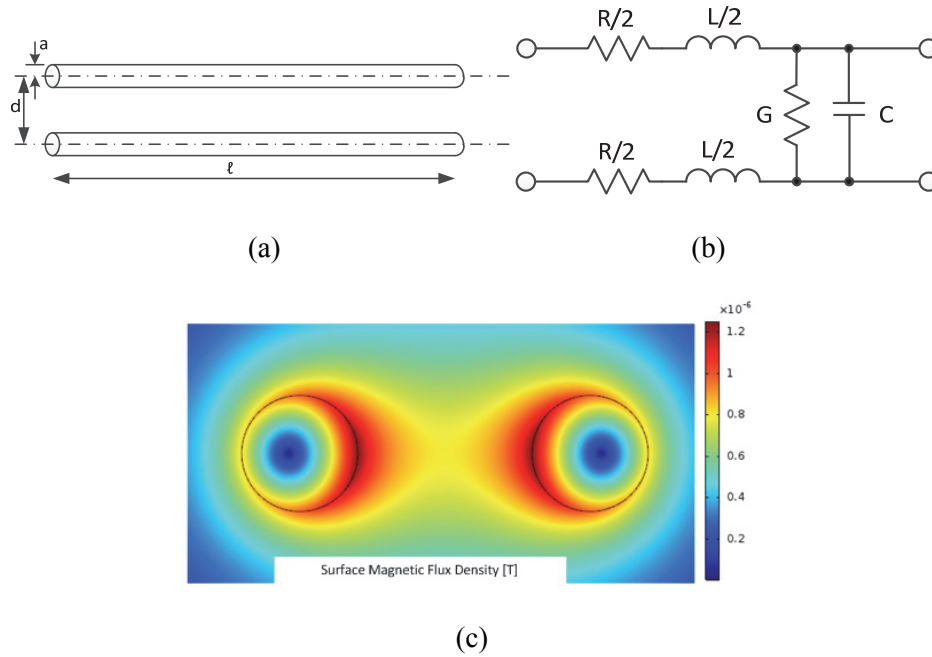 a
d
ℓ
(a)
R/2 L/2
G C
R/2 L/2
(b)
×10⁻⁶
1.2
1
0.8
0.6
0.4
0.2
Surface Magnetic Flux Density [T]
(c)